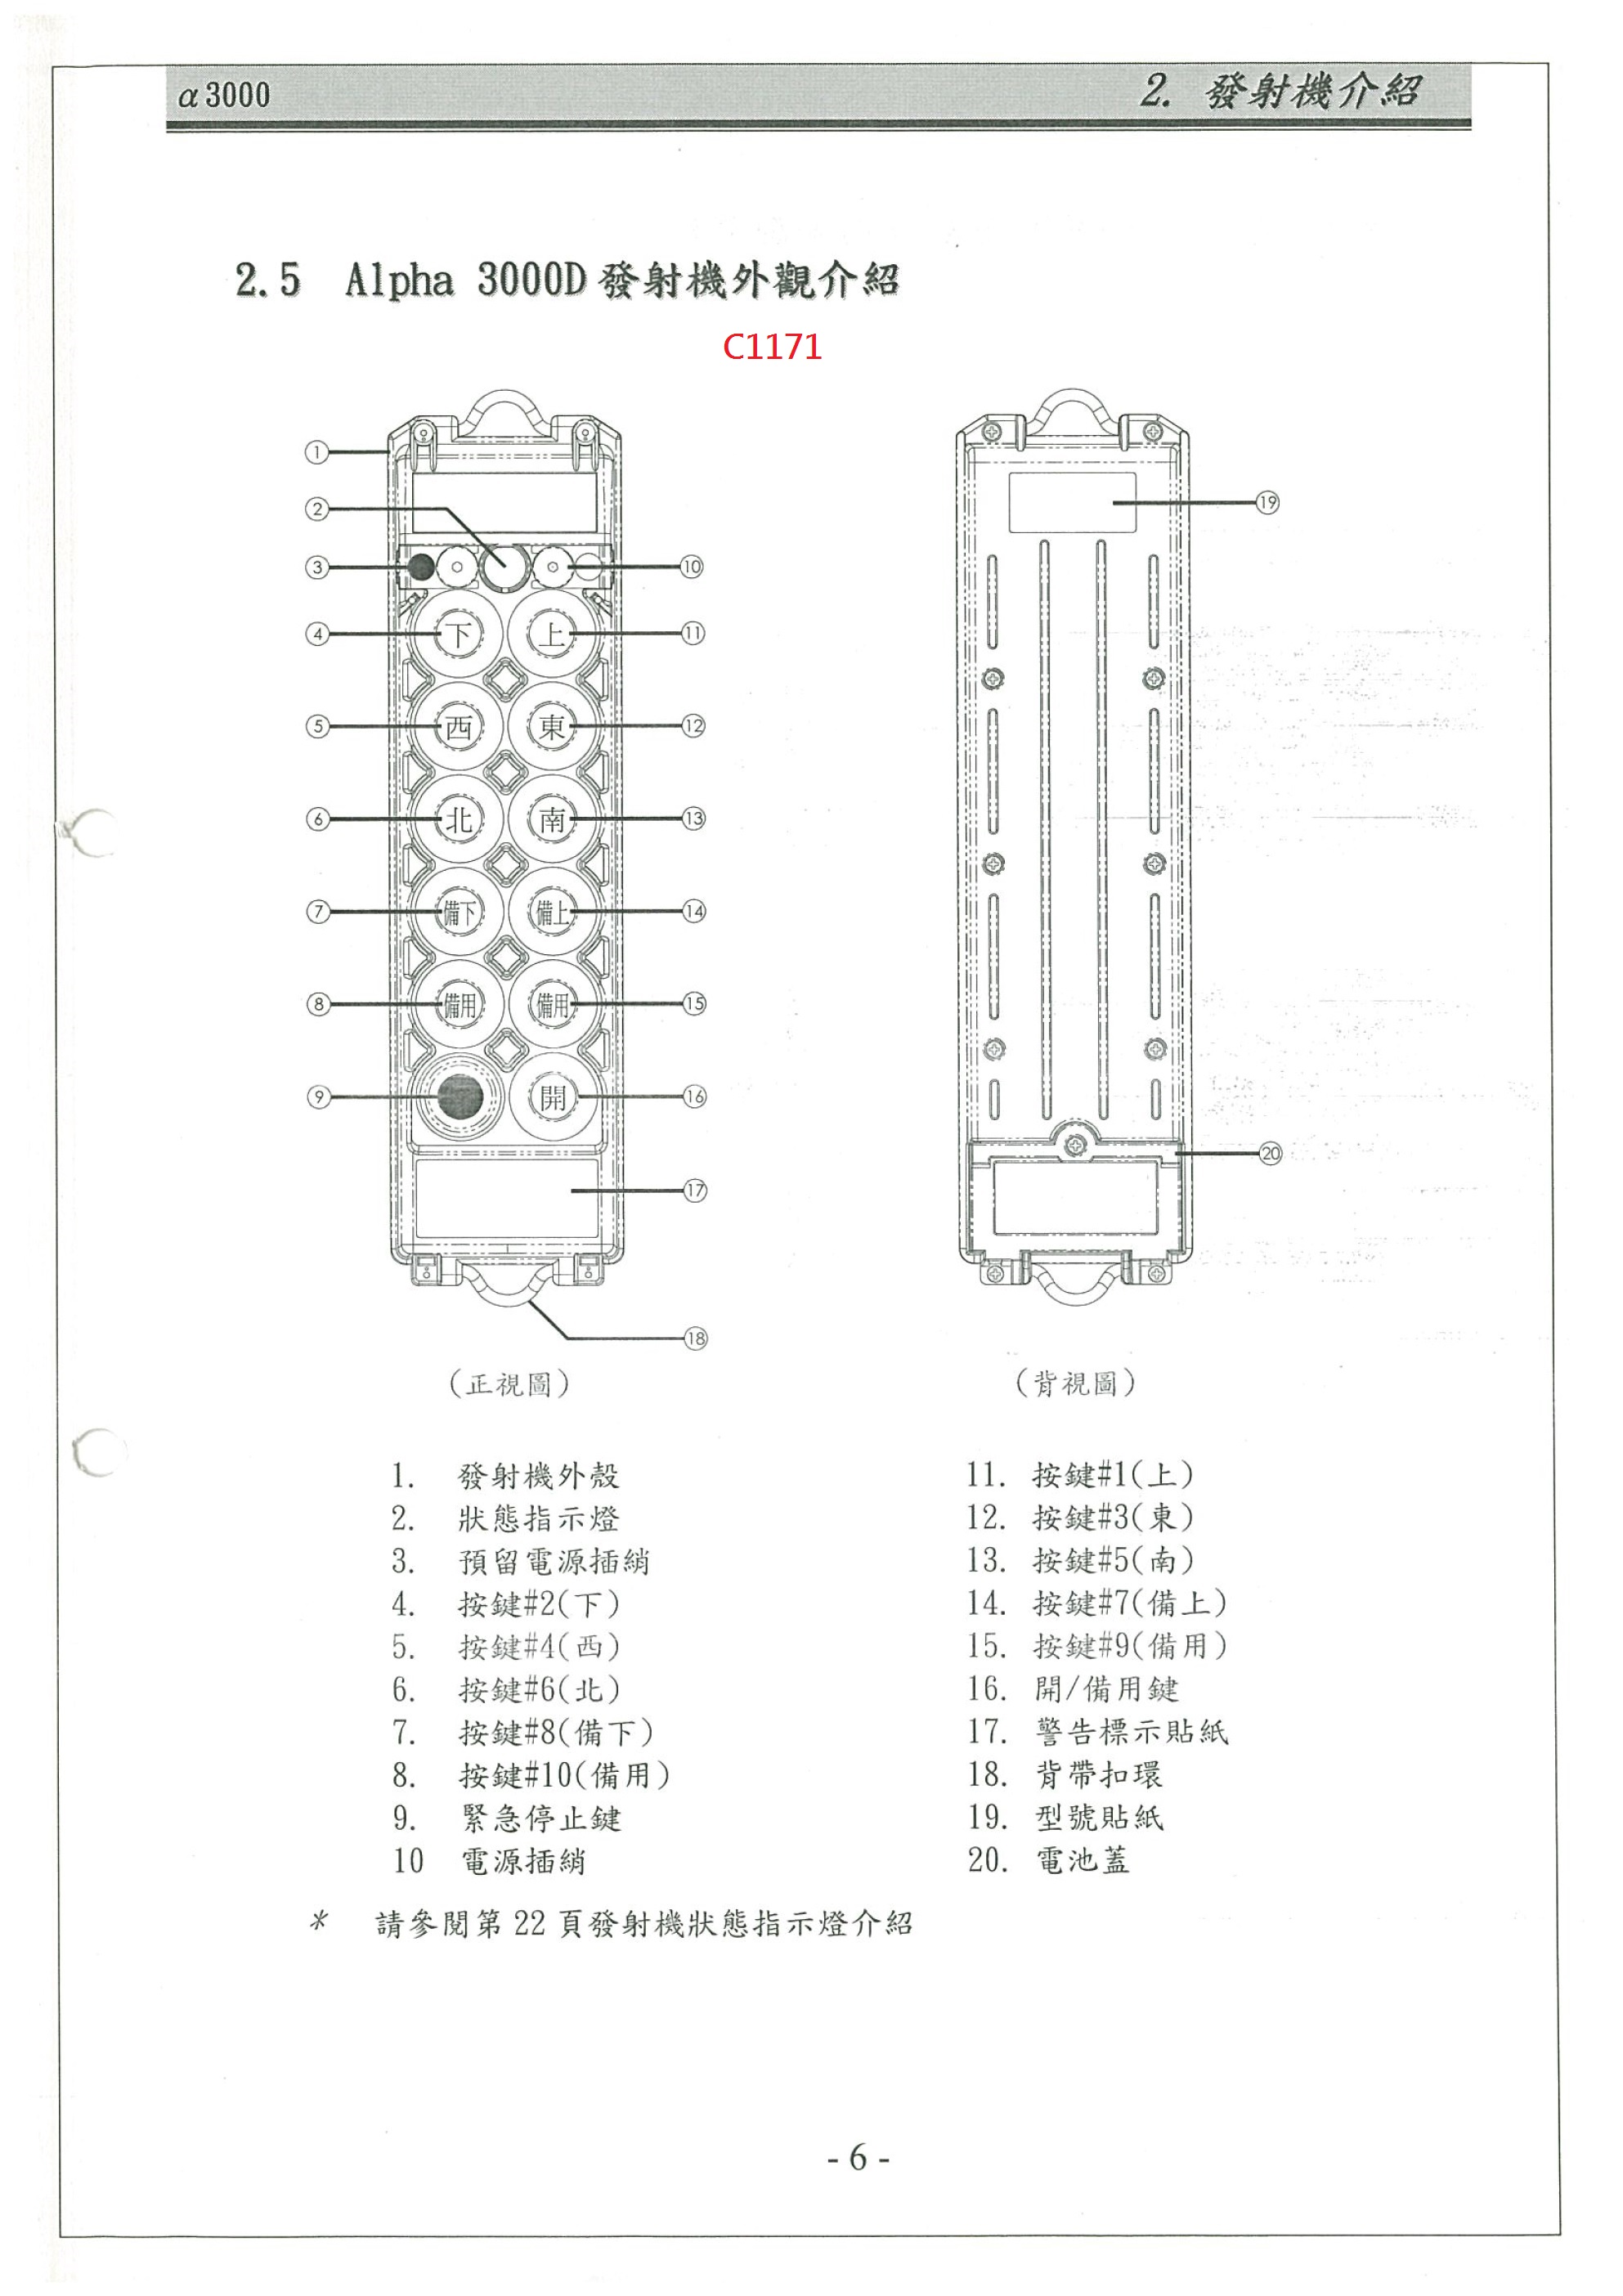 α3000
2. 發射機介紹
2.5 Alpha 3000D發射機外觀介紹
C1171
① ② ③ ④ ⑤ ⑥ ⑦ ⑧ ⑨
下 上
西 東
北 南
備下 備上
備用 備用
開
⑩ ⑪ ⑫ ⑬ ⑭ ⑮ ⑯ ⑰ ⑱
⑲ ⑳
(正視圖)
(背視圖)
1. 發射機外殼
2. 狀態指示燈
3. 預留電源插綃
4. 按鍵#2(下)
5. 按鍵#4(西)
6. 按鍵#6(北)
7. 按鍵#8(備下)
8. 按鍵#10(備用)
9. 緊急停止鍵
10 電源插綃
11. 按鍵#1(上)
12. 按鍵#3(東)
13. 按鍵#5(南)
14. 按鍵#7(備上)
15. 按鍵#9(備用)
16. 開/備用鍵
17. 警告標示貼紙
18. 背帶扣環
19. 型號貼紙
20. 電池蓋
* 請參閱第 22 頁發射機狀態指示燈介紹
- 6 -